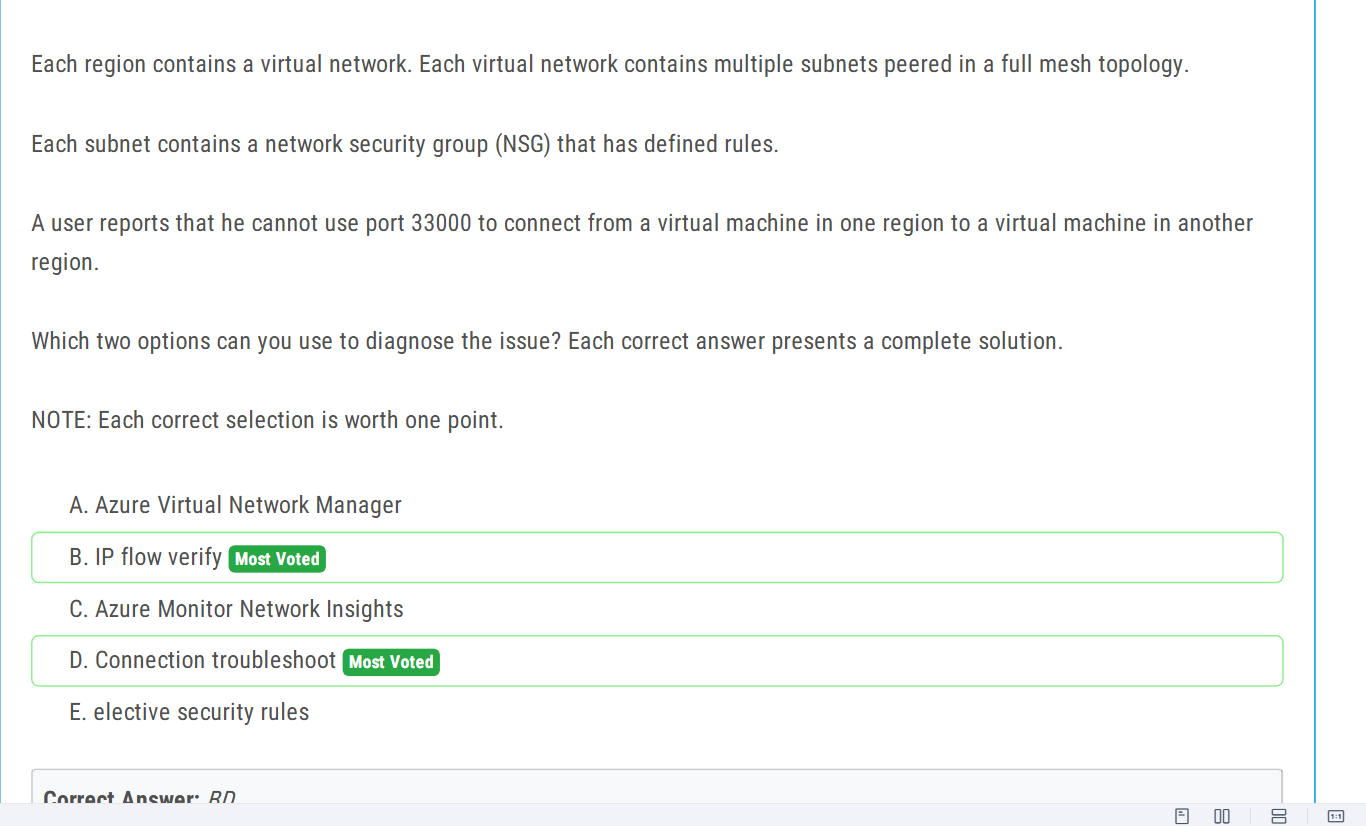 Each region contains a virtual network. Each virtual network contains multiple subnets peered in a full mesh topology.
Each subnet contains a network security group (NSG) that has defined rules.
A user reports that he cannot use port 33000 to connect from a virtual machine in one region to a virtual machine in another
region.
Which two options can you use to diagnose the issue? Each correct answer presents a complete solution.
NOTE: Each correct selection is worth one point.
A. Azure Virtual Network Manager
B. IP flow verify Most Voted
C. Azure Monitor Network Insights
D. Connection troubleshoot Most Voted
E. elective security rules
Correct Answer: BD
1:1